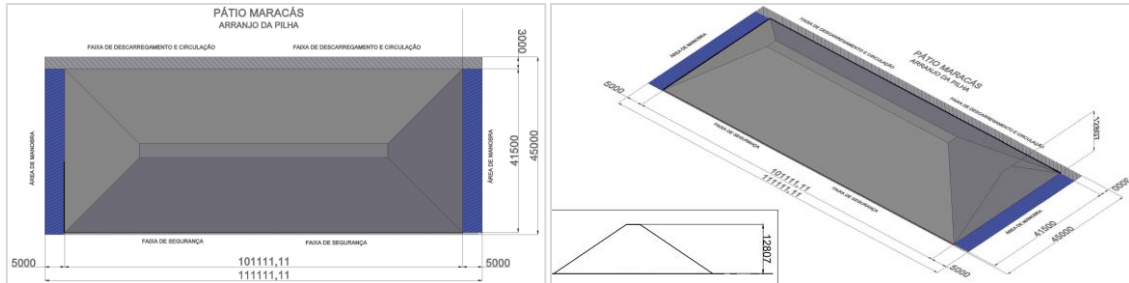 PÁTIO MARACÁS
ARRANJO DA PILHA
FAIXA DE DESCARREGAMENTO E CIRCULAÇÃO
FAIXA DE DESCARREGAMENTO E CIRCULAÇÃO
3000
ÁREA DE MANOBRA
ÁREA DE MANOBRA
41500
45000
FAIXA DE SEGURANÇA
FAIXA DE SEGURANÇA
5000
101111,11
5000
111111,11
ÁREA DE MANOBRA
FAIXA DE DESCARREGAMENTO E CIRCULAÇÃO
PÁTIO MARACÁS
ARRANJO DA PILHA
FAIXA DE DESCARREGAMENTO E CIRCULAÇÃO
12807
5000
FAIXA DE SEGURANÇA
101111,11
111111,11
FAIXA DE SEGURANÇA
ÁREA DE MANOBRA
41500
45000
5000
12807